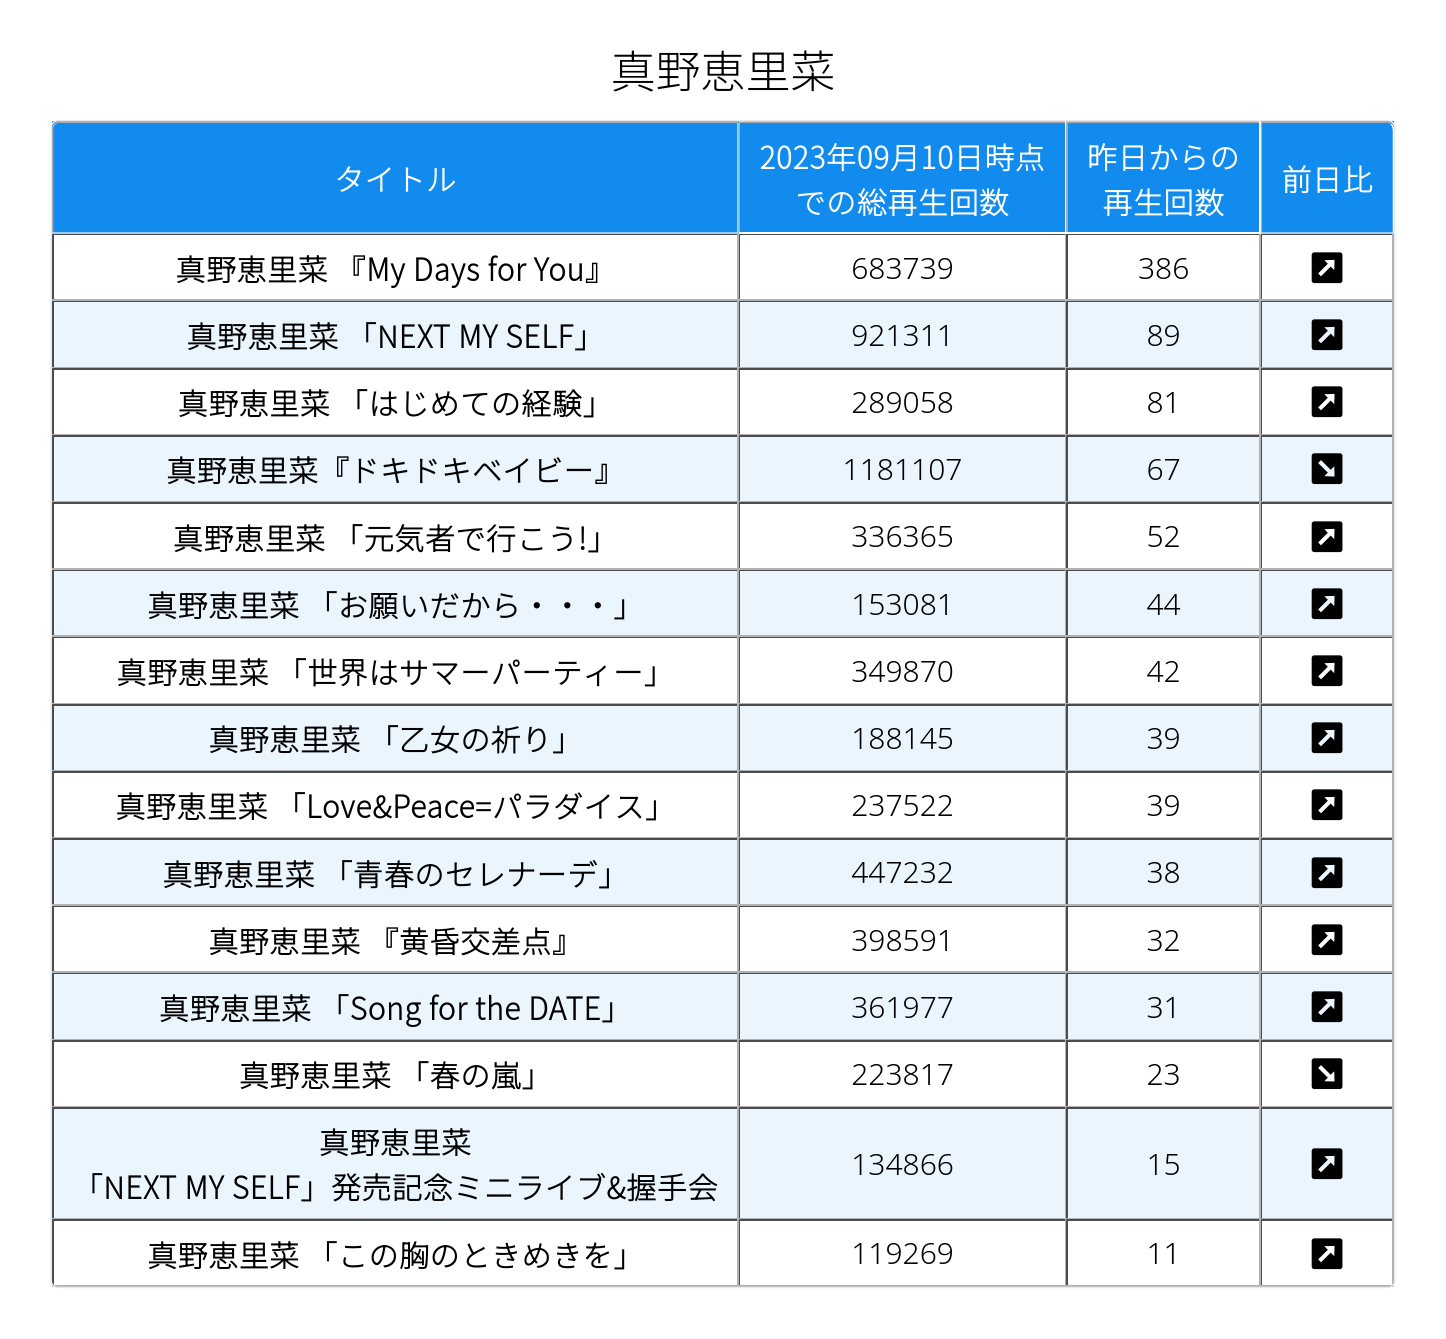 真野恵里菜
タイトル
2023年09月10日時点
での総再生回数
昨日からの
再生回数
前日比
真野恵里菜 『My Days for You』 683739 386
真野恵里菜 「NEXT MY SELF」 921311 89
真野恵里菜 「はじめての経験」 289058 81
真野恵里菜『ドキドキベイビー』 1181107 67
真野恵里菜 「元気者で行こう!」 336365 52
真野恵里菜 「お願いだから・・・」 153081 44
真野恵里菜 「世界はサマーパーティー」 349870 42
真野恵里菜 「乙女の祈り」 188145 39
真野恵里菜 「Love&Peace=パラダイス」 237522 39
真野恵里菜 「青春のセレナーデ」 447232 38
真野恵里菜 『黄昏交差点』 398591 32
真野恵里菜 「Song for the DATE」 361977 31
真野恵里菜 「春の嵐」 223817 23
真野恵里菜
「NEXT MY SELF」発売記念ミニライブ&握手会 134866 15
真野恵里菜 「この胸のときめきを」 119269 11